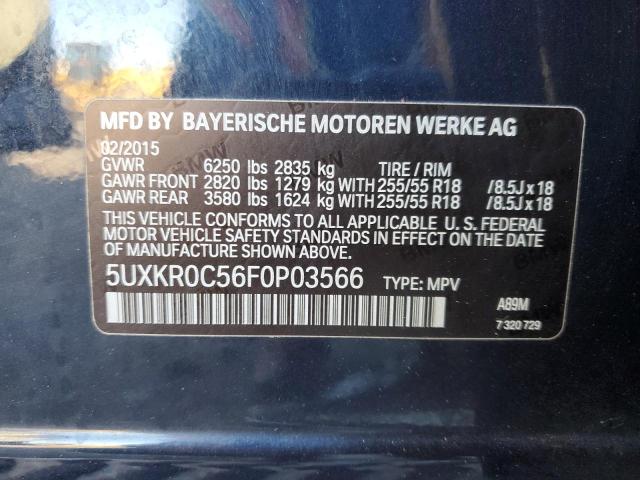 MFD BY BAYERISCHE MOTOREN WERKE AG
02/2015
GVWR 6250 lbs 2835 kg TIRE / RIM
GAWR FRONT 2820 lbs 1279 kg WITH 255/55 R18 /8.5J x 18
GAWR REAR 3580 lbs 1624 kg WITH 255/55 R18 /8.5J x 18
THIS VEHICLE CONFORMS TO ALL APPLICABLE U. S. FEDERAL
MOTOR VEHICLE SAFETY STANDARDS IN EFFECT ON THE DATE
OF MANUFACTURE SHOWN ABOVE.
5UXKR0C56F0P03566 TYPE: MPV
A89M
7 320 729